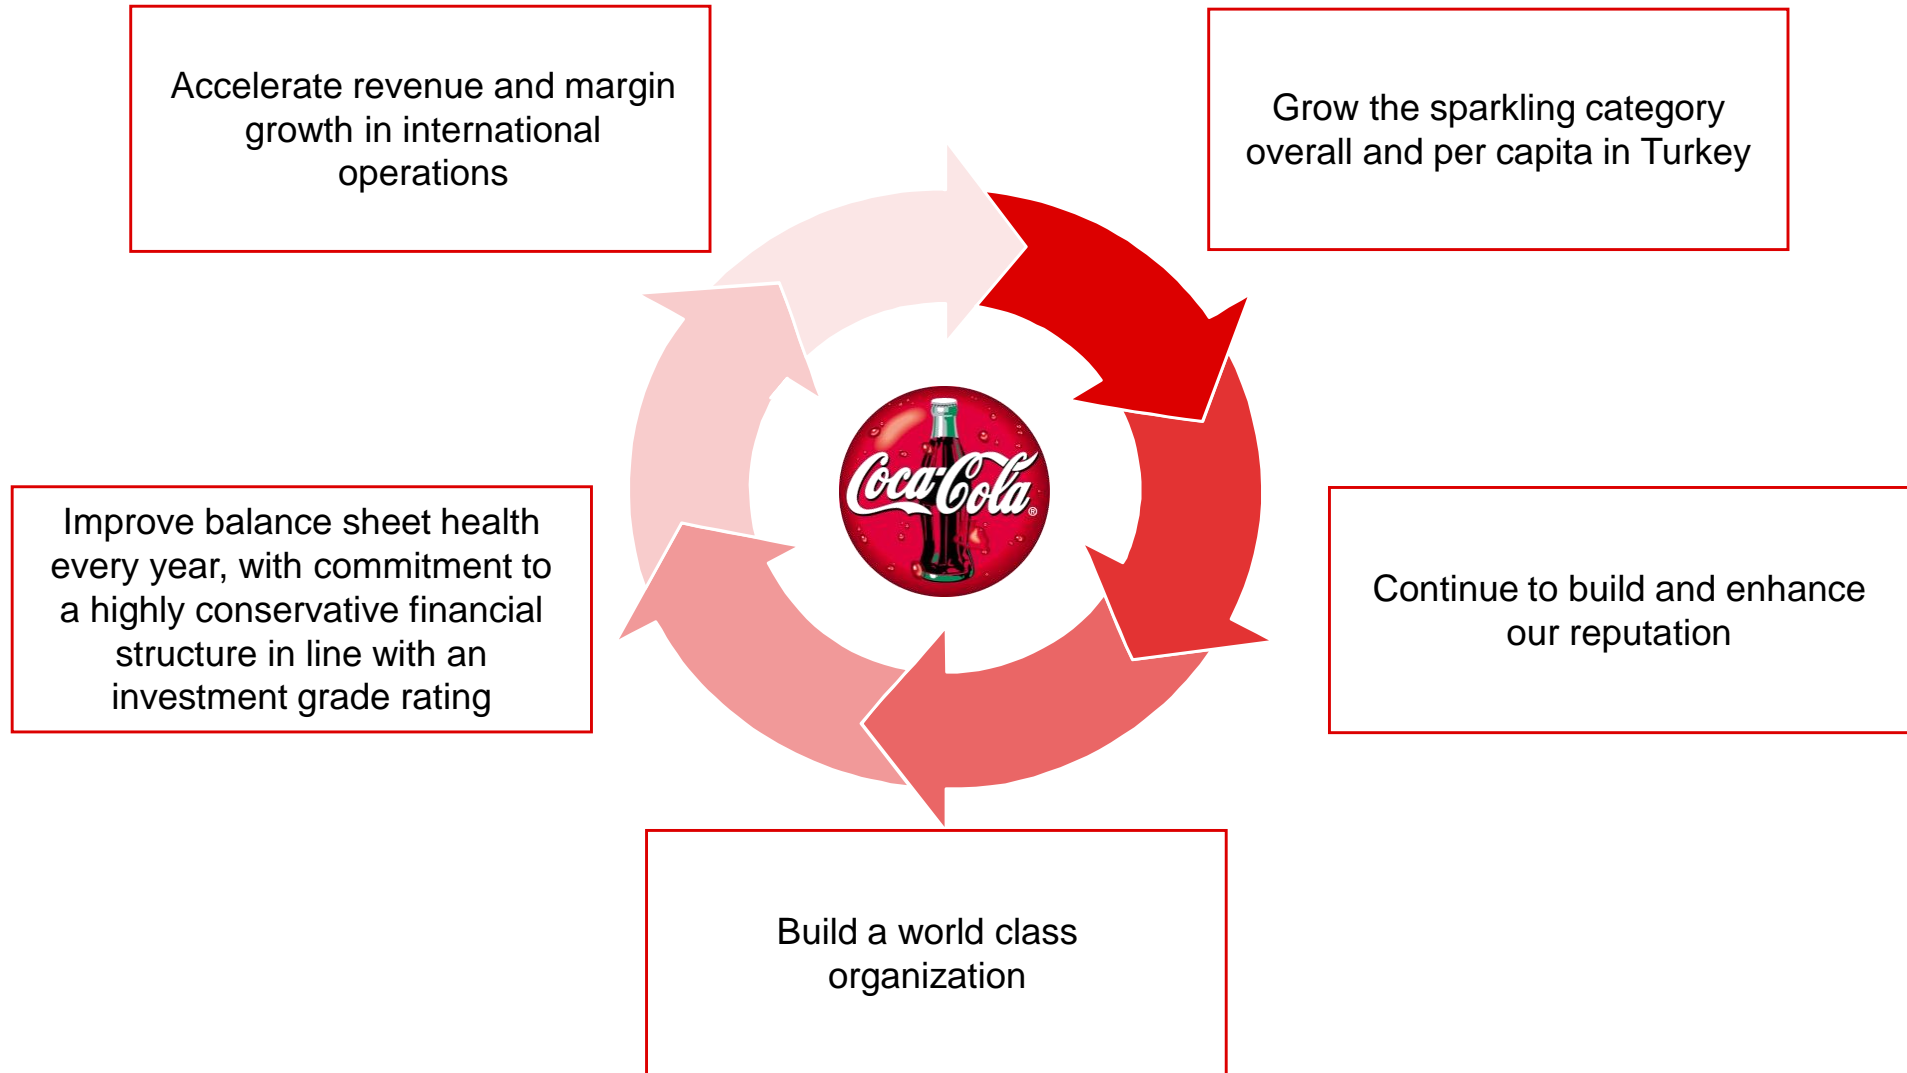 Accelerate revenue and margin
growth in international
operations
Grow the sparkling category
overall and per capita in Turkey
Improve balance sheet health
every year, with commitment to
a highly conservative financial
structure in line with an
investment grade rating
Coca-Cola
®
Continue to build and enhance
our reputation
Build a world class
organization